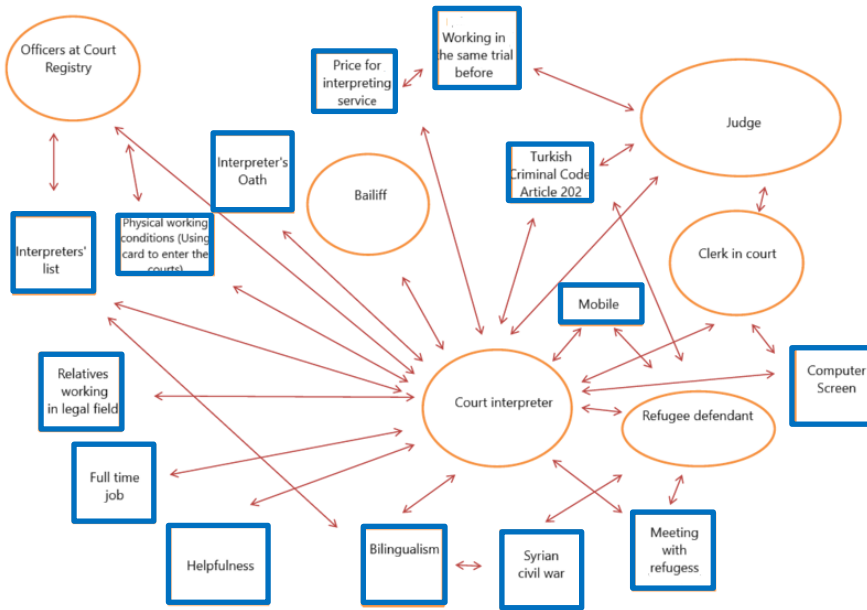 Officers at Court
Registry
Price for
interpreting
service
Working in
the same trial
before
Judge
Interpreter's
Oath
Bailiff
Turkish
Criminal Code
Article 202
Interpreters'
list
Physical working
conditions (Using
card to enter the
courts)
Clerk in court
Mobile
Relatives
working
in legal field
Court interpreter
Refugee defendant
Computer
Screen
Full time
job
Helpfulness
Bilingualism
Syrian
civil war
Meeting
with
refugess